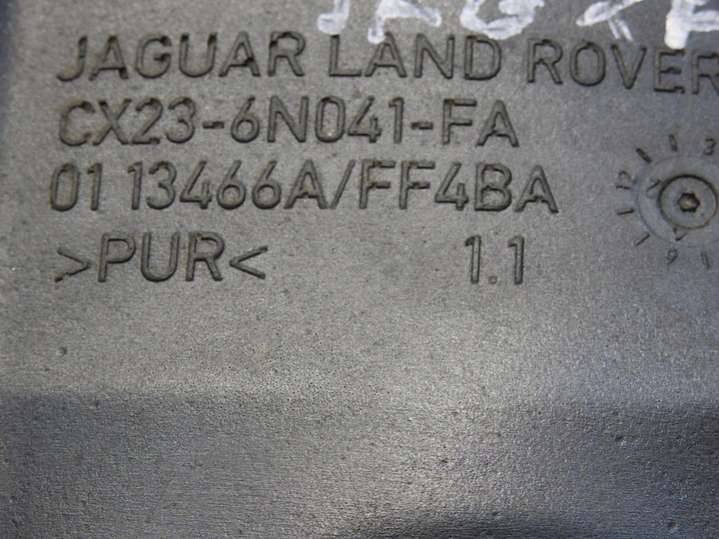 JAGUAR LAND ROVER
CX23-6N041-FA
01 13466A/FF4BA
>PUR< 1.1